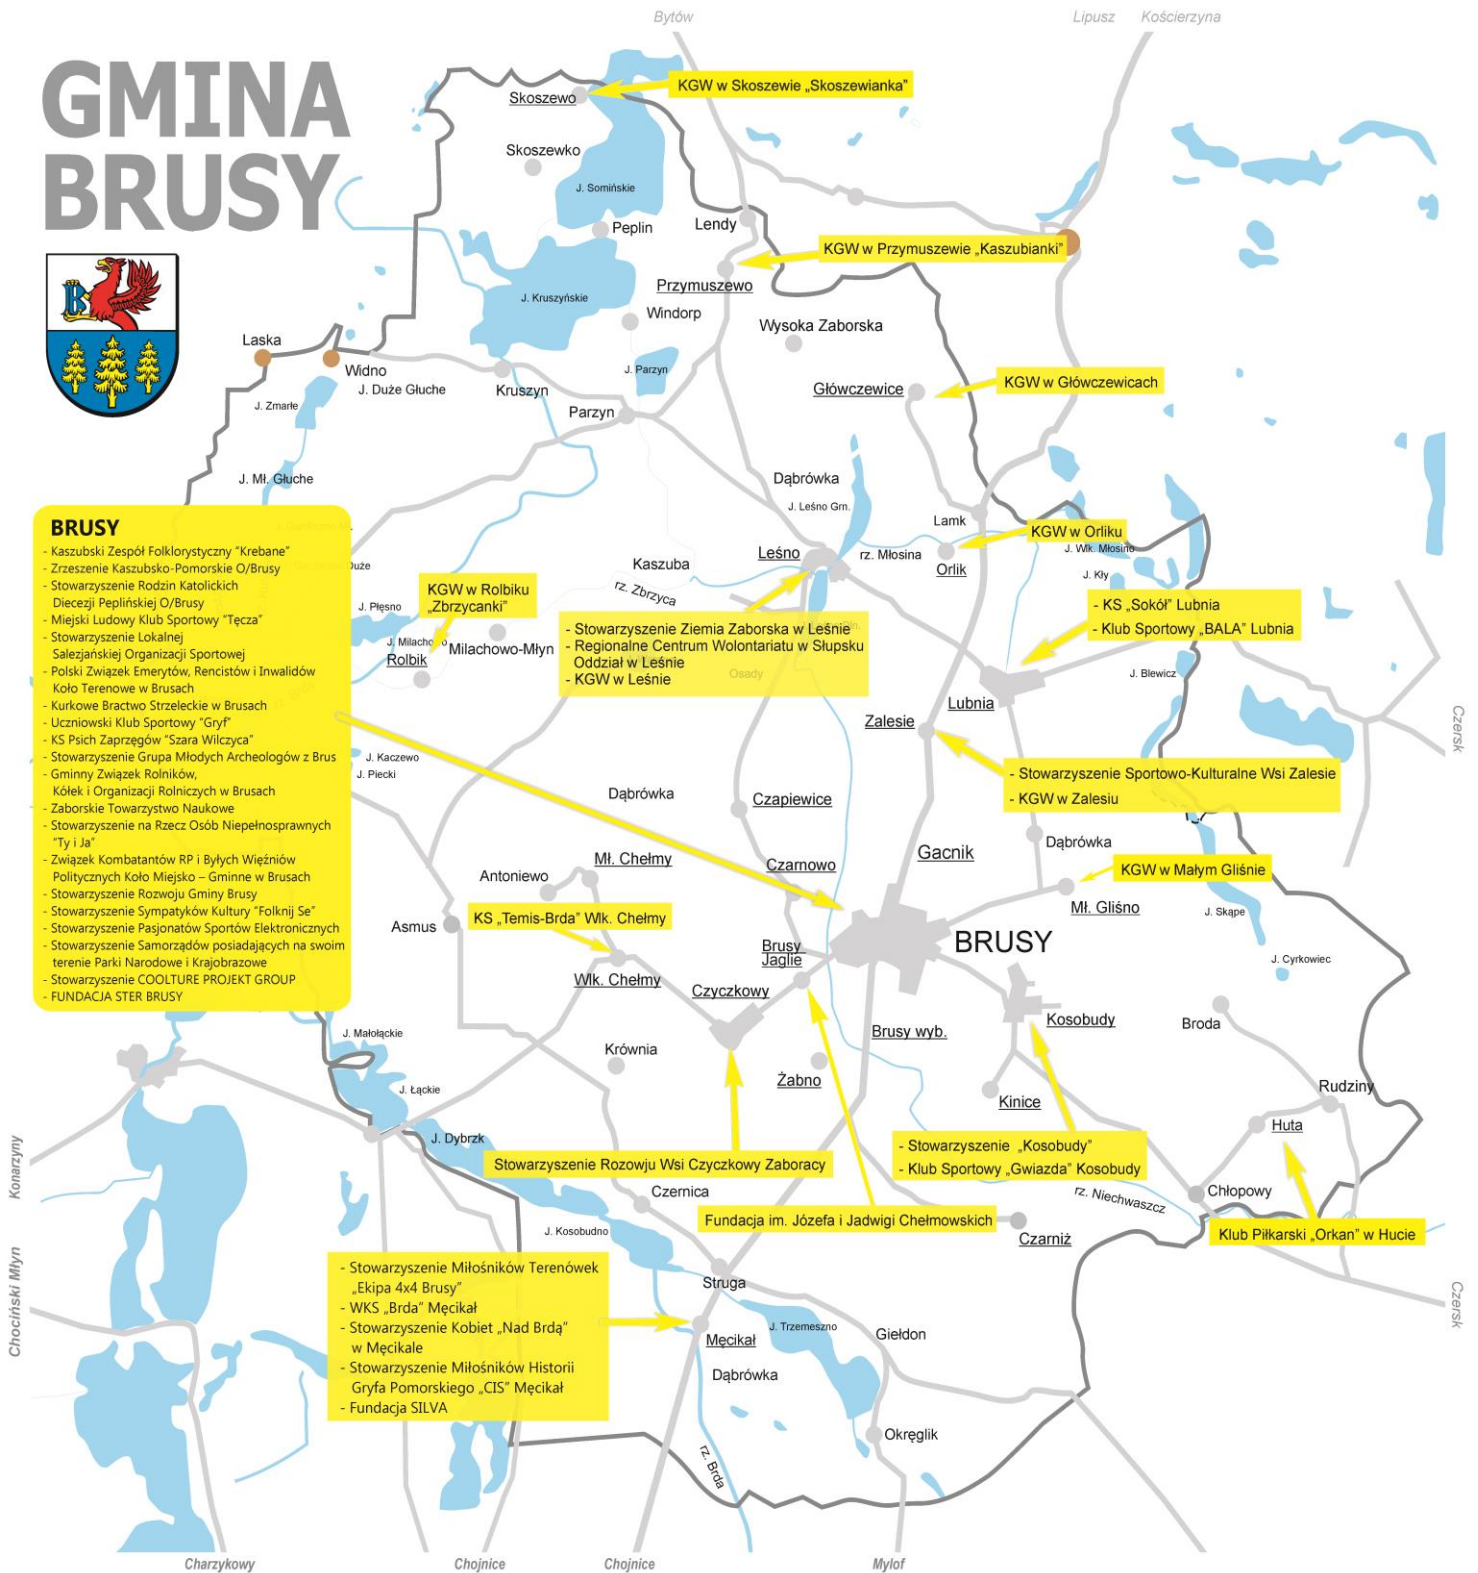 Bytów
Lipusz
Kościerzyna
GMINA
BRUSY
KGW w Skoszewie „Skoszewianka”
Skoszewo
Skoszewko
J. Somińskie
Peplin
Lendy
KGW w Przymuszewie „Kaszubianki”
Przymuszewo
J. Kruszyńskie
Windorp
Wysoka Zaborska
Laska
Widno
J. Duże Głuche
J. Parzyn
Kruszyn
J. Zmarłe
Parzyn
Główczewice
KGW w Główczewicach
J. Mł. Głuche
Dąbrówka
J. Leśno Grn.
Lamk
KGW w Orliku
rz. Młosina
J. Wlk. Młosino
Leśno
Orlik
J. Kły
Kaszuba
rz. Zbrzyca
BRUSY
- Kaszubski Zespół Folklorystyczny "Krebane"
- Zrzeszenie Kaszubsko-Pomorskie O/Brusy
- Stowarzyszenie Rodzin Katolickich
Diecezji Peplińskiej O/Brusy
- Miejski Ludowy Klub Sportowy "Tęcza"
- Stowarzyszenie Lokalnej
Salezjańskiej Organizacji Sportowej
- Polski Związek Emerytów, Rencistów i Inwalidów
Koło Terenowe w Brusach
- Kurkowe Bractwo Strzeleckie w Brusach
- Uczniowski Klub Sportowy "Gryf"
- KS Psich Zaprzęgów "Szara Wilczyca"
- Stowarzyszenie Grupa Młodych Archeologów z Brus
- Gminny Związek Rolników,
Kółek i Organizacji Rolniczych w Brusach
- Zaborskie Towarzystwo Naukowe
- Stowarzyszenie na Rzecz Osób Niepełnosprawnych
"Ty i Ja"
- Związek Kombatantów RP i Byłych Więźniów
Politycznych Koło Miejsko – Gminne w Brusach
- Stowarzyszenie Rozwoju Gminy Brusy
- Stowarzyszenie Sympatyków Kultury "Folknij Se"
- Stowarzyszenie Pasjonatów Sportów Elektronicznych
- Stowarzyszenie Samorządów posiadających na swoim
terenie Parki Narodowe i Krajobrazowe
- Stowarzyszenie COOLTURE PROJEKT GROUP
- FUNDACJA STER BRUSY
Duże
KGW w Rolbiku
„Zbrzycanki”
J. Płęsno
J. Milachowo
Milachowo-Młyn
Rolbik
- Stowarzyszenie Ziemia Zaborska w Leśnie
- Regionalne Centrum Wolontariatu w Słupsku
Oddział w Leśnie
- KGW w Leśnie
Osady
- KS „Sokół” Lubnia
- Klub Sportowy „BALA” Lubnia
J. Blewicz
Lubnia
Zalesie
Czersk
- Stowarzyszenie Sportowo-Kulturalne Wsi Zalesie
- KGW w Zalesiu
J. Kaczewo
J. Piecki
Dąbrówka
Czapiewice
Dąbrówka
Gacnik
Czarnowo
Mł. Chełmy
Antoniewo
KGW w Małym Gliśnie
Mł. Gliśno
J. Skąpe
KS „Temis-Brda” Wlk. Chełmy
Asmus
Brusy
Jaglie
BRUSY
J. Cyrkowiec
Wlk. Chełmy
Czyczkowy
Kosobudy
Broda
Brusy wyb.
J. Małołąckie
Krównia
Żabno
Kinice
Rudziny
J. Łąckie
Huta
J. Dybrzk
Stowarzyszenie Rozowju Wsi Czyczkowy Zaboracy
- Stowarzyszenie „Kosobudy”
- Klub Sportowy „Gwiazda” Kosobudy
Konarzyny
Czernica
rz. Niechwaszcz
Chłopowy
Fundacja im. Józefa i Jadwigi Chełmowskich
Klub Piłkarski „Orkan” w Hucie
J. Kosobudno
Czarniż
Chociński Młyn
Czersk
- Stowarzyszenie Miłośników Terenówek
„Ekipa 4x4 Brusy”
- WKS „Brda” Męcikał
- Stowarzyszenie Kobiet „Nad Brdą”
w Męcikale
- Stowarzyszenie Miłośników Historii
Gryfa Pomorskiego „CIS” Męcikał
- Fundacja SILVA
Struga
Męcikał
J. Trzemeszno
Giełdon
Dąbrówka
Okręglik
rz. Brda
Charzykowy
Chojnice
Chojnice
Mylof